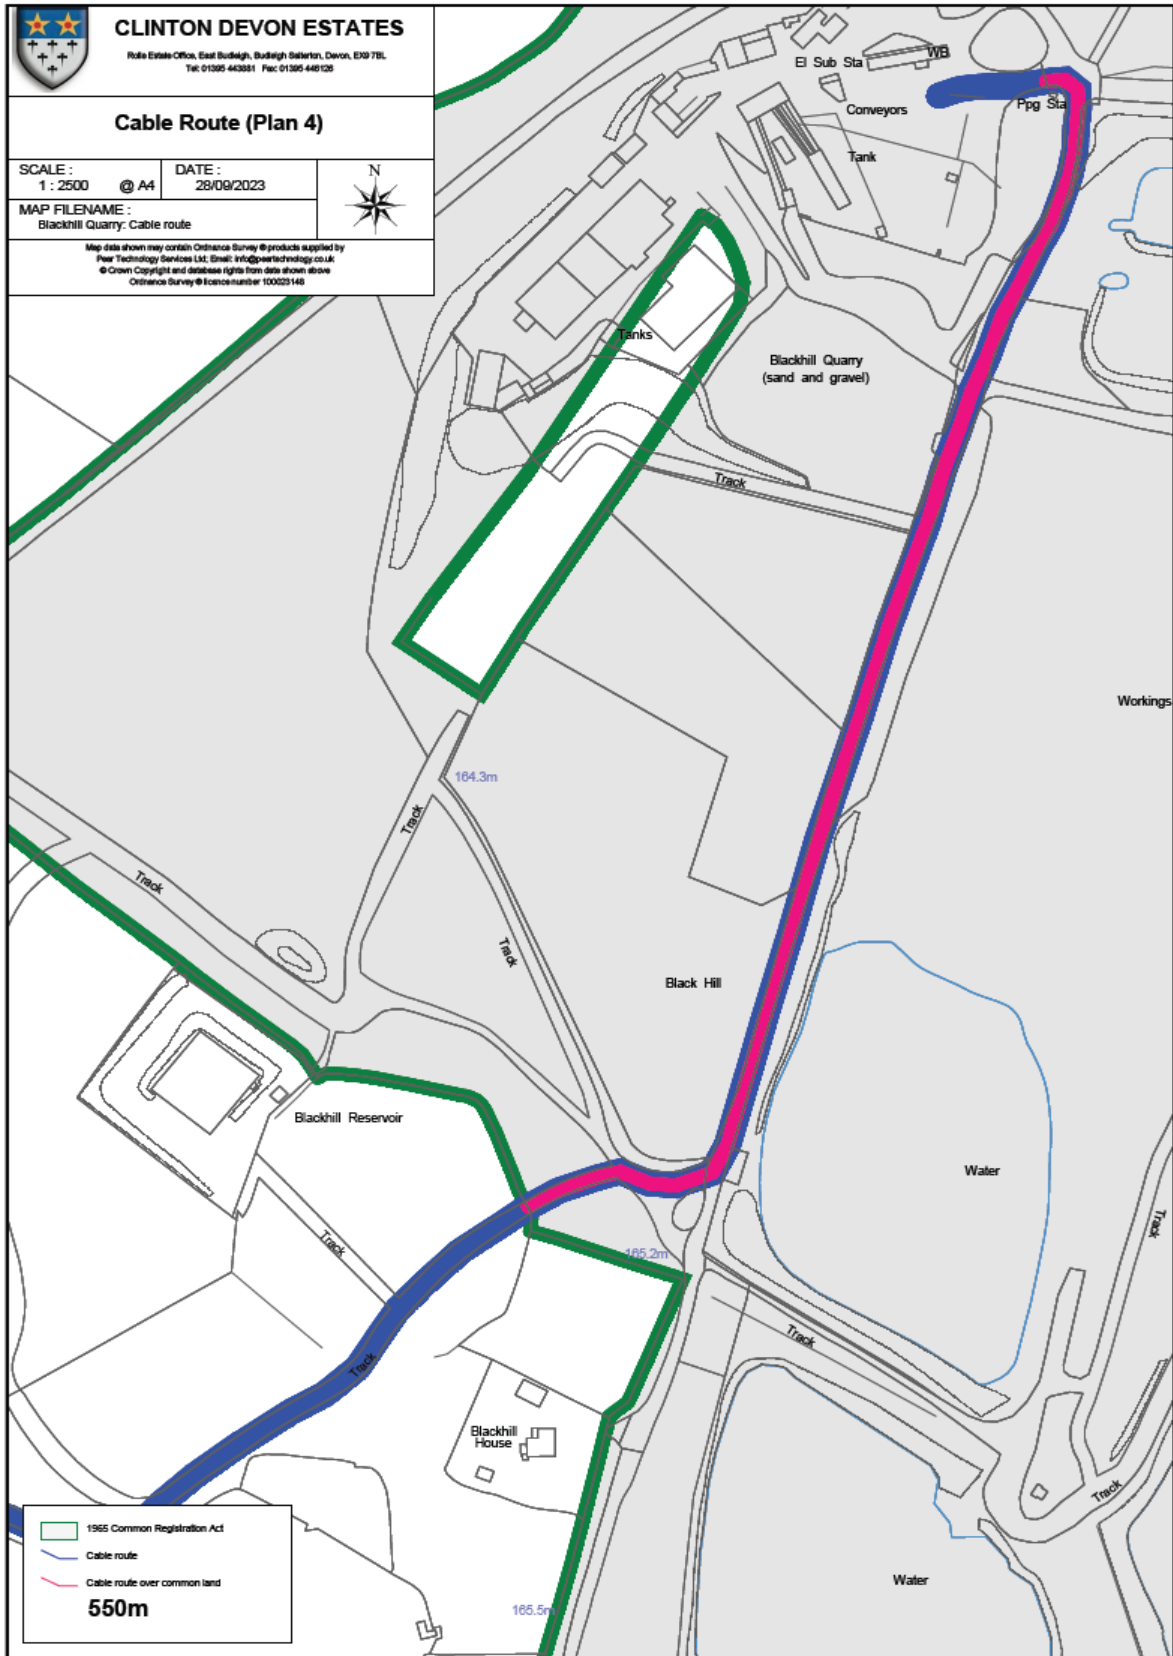 CLINTON DEVON ESTATES
Rolle Estate Office, East Budleigh, Budleigh Salterton, Devon, EX9 7BL
Tel: 01395 443881 Fax: 01395 446126
Cable Route (Plan 4)
SCALE :
1 : 2500 @ A4
DATE :
28/09/2023
N
MAP FILENAME :
Blackhill Quarry: Cable route
Map data shown may contain Ordnance Survey ® products supplied by
Pear Technology Services Ltd; Email: info@peartechnology.co.uk
© Crown Copyright and database rights from date shown above
Ordnance Survey ® licence number 100023148
WB
El Sub Sta
Conveyors
Ppg Sta
Tank
Tanks
Blackhill Quarry
(sand and gravel)
Track
Workings
164.3m
Track
Track
Track
Black Hill
Blackhill Reservoir
Water
Track
Track
165.2m
Track
Track
Blackhill
House
Track
Water
165.5m
1965 Common Registration Act
Cable route
Cable route over common land
550m